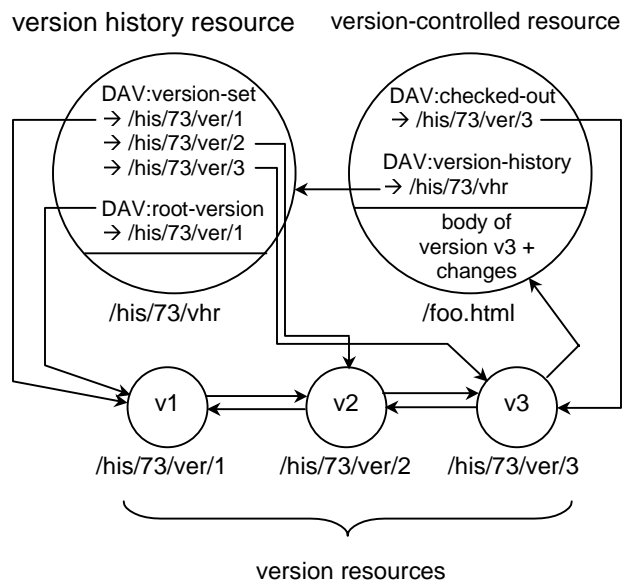 version history resource
version-controlled resource
DAV:version-set
→ /his/73/ver/1
→ /his/73/ver/2
→ /his/73/ver/3
DAV:root-version
→ /his/73/ver/1
/his/73/vhr
DAV:checked-out
→ /his/73/ver/3
DAV:version-history
→ /his/73/vhr
body of
version v3 +
changes
/foo.html
v1
v2
v3
/his/73/ver/1
/his/73/ver/2
/his/73/ver/3
version resources